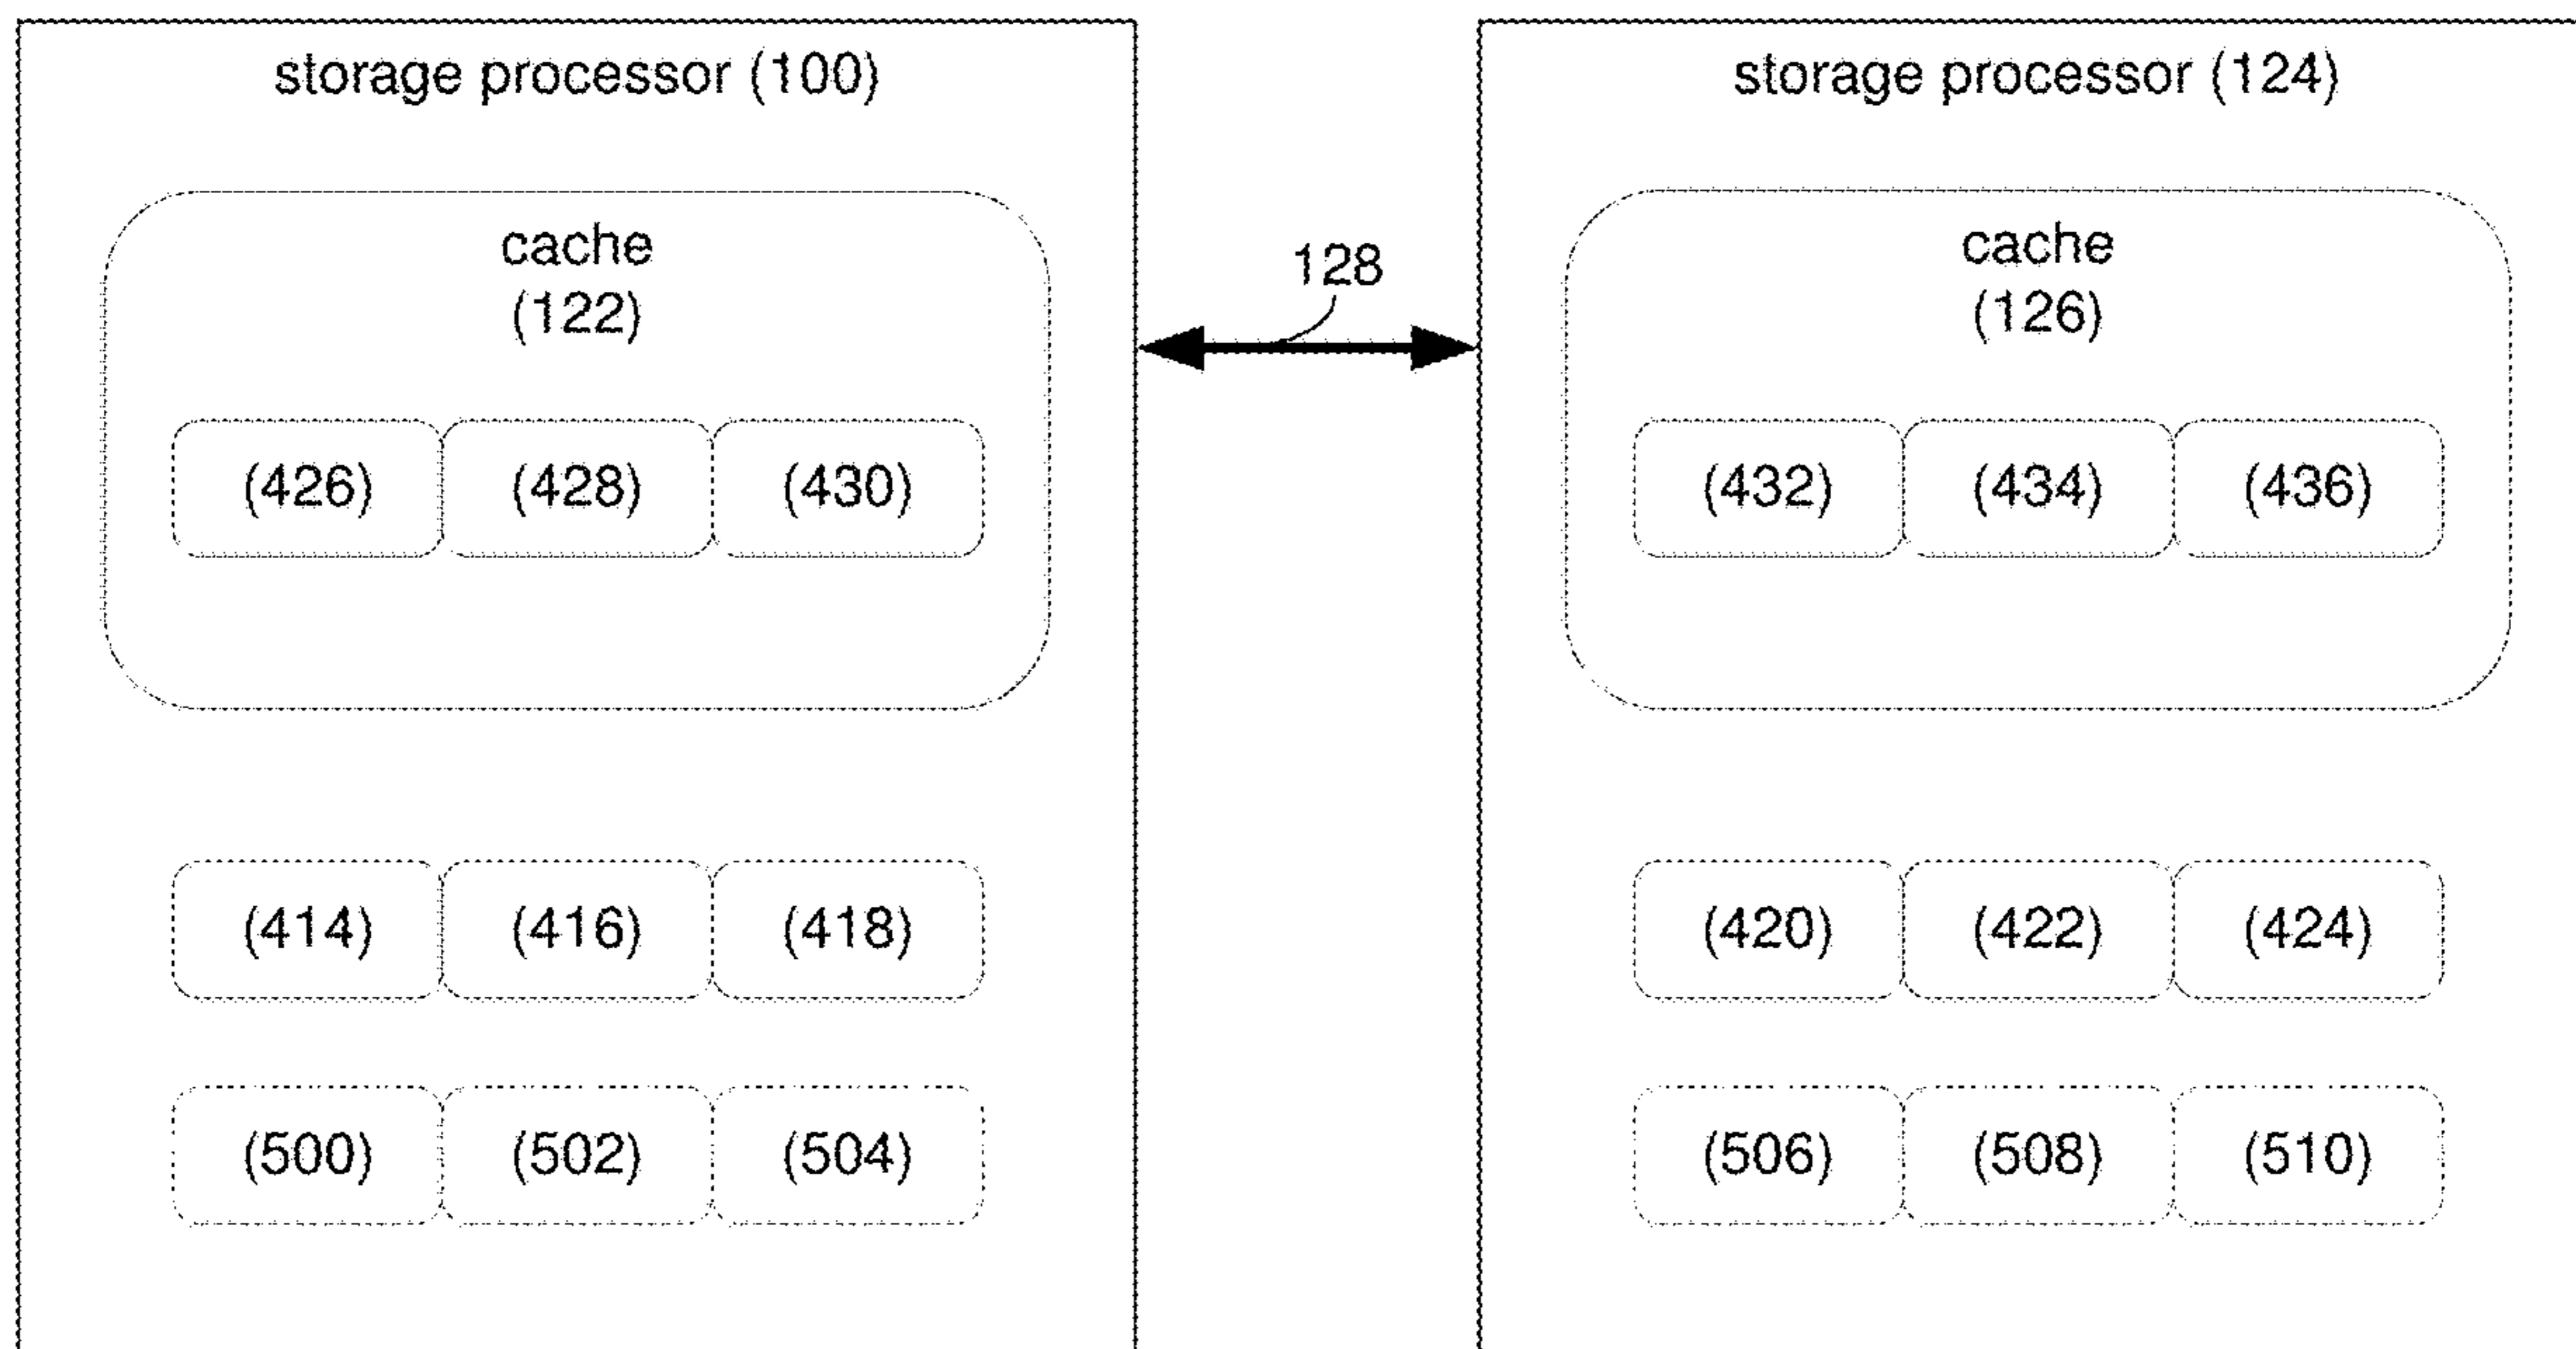 storage processor (100)
cache
(122)
(426) (428) (430)
(414) (416) (418)
(500) (502) (504)
128
storage processor (124)
cache
(126)
(432) (434) (436)
(420) (422) (424)
(506) (508) (510)